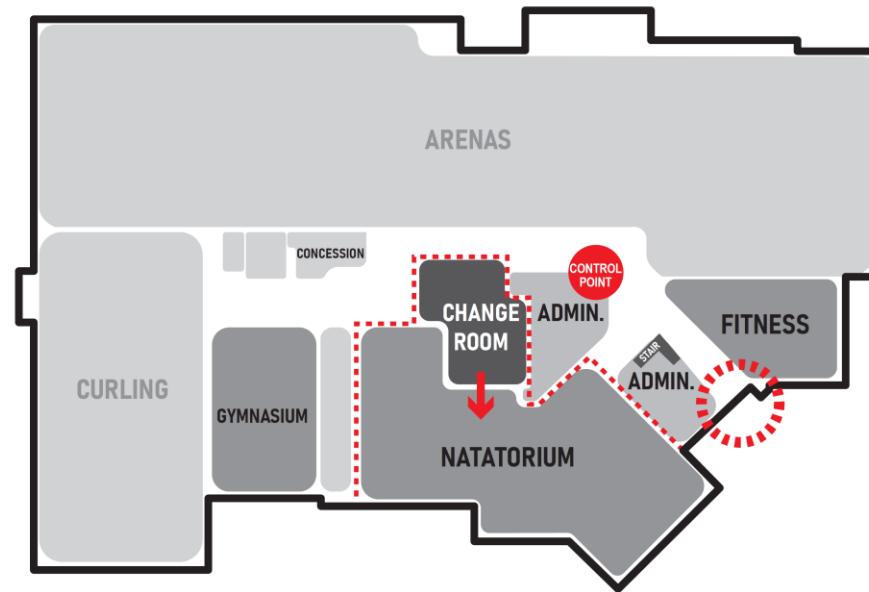 ARENAS
CONCESSION
CONTROL
POINT
CHANGE
ROOM
ADMIN.
FITNESS
STAIR
ADMIN.
CURLING
GYMNASIUM
NATATORIUM